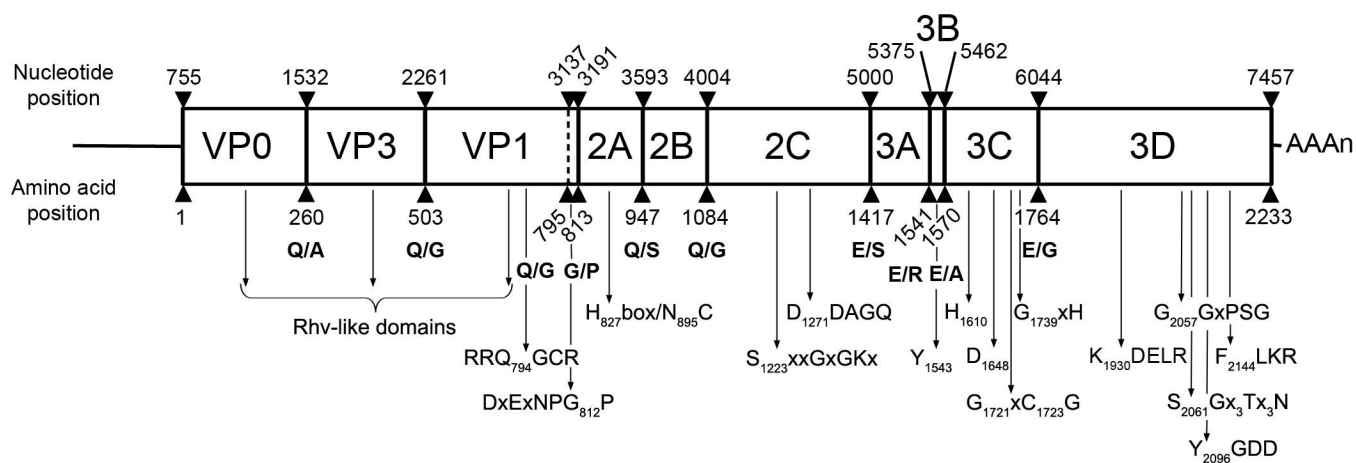 3B
5375 5462
Nucleotide position 755 1532 2261 3137 3191 3593 4004 5000 6044 7457
VP0 VP3 VP1 2A 2B 2C 3A 3C 3D AAAn
Amino acid position 1 260 503 795 813 947 1084 1417 1541 1570 1764 2233
Q/A Q/G Q/G G/P Q/S Q/G E/S E/R E/A E/G
Rhv-like domains
H₈₂₇box/N₈₉₅C D₁₂₇₁DAGQ H₁₆₁₀ G₁₇₃₉xH G₂₀₅₇GxPSG
RRQ₇₉₄GCR S₁₂₂₃xxGxGKx Y₁₅₄₃ D₁₆₄₈ K₁₉₃₀DELR F₂₁₄₄LKR
DxExNPG₈₁₂P G₁₇₂₁xC₁₇₂₃G S₂₀₆₁Gx₃Tx₃N
Y₂₀₉₆GDD